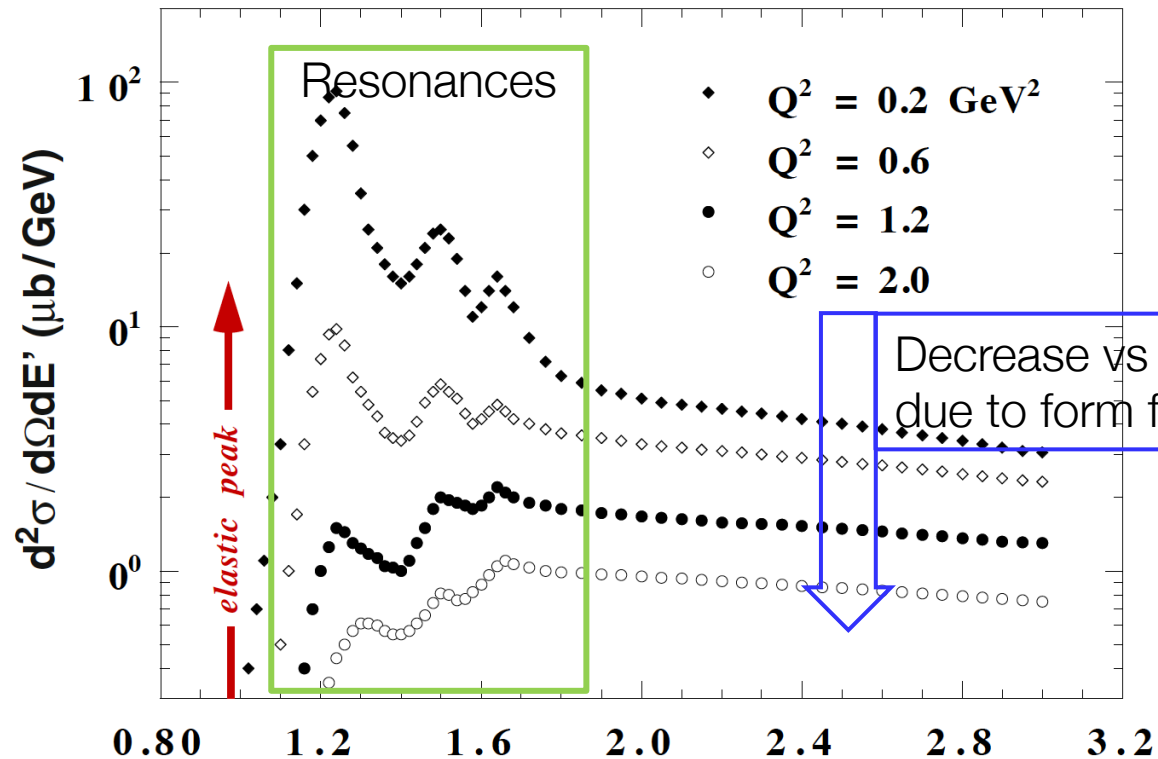 Resonances
10²
0¹
0⁰
d²σ/dΩdE' (μb/GeV)
elastic peak
Q² = 0.2 GeV²
Q² = 0.6
Q² = 1.2
Q² = 2.0
Decrease vs
due to form f
0.80 1.2 1.6 2.0 2.4 2.8 3.2